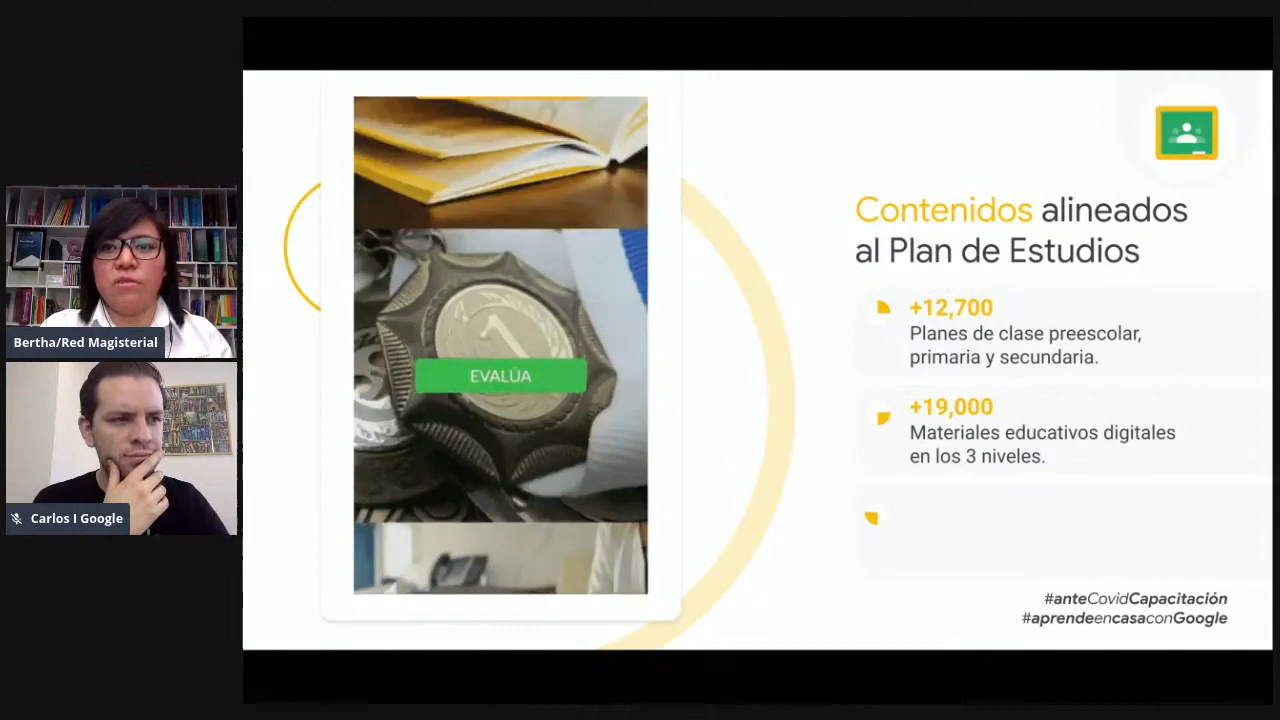 Bertha/Red Magisterial
Carlos I Google
EVALÚA
1
Contenidos alineados
al Plan de Estudios
+12,700
Planes de clase preescolar,
primaria y secundaria.
+19,000
Materiales educativos digitales
en los 3 niveles.
#anteCovidCapacitación
#aprendeencasaconGoogle